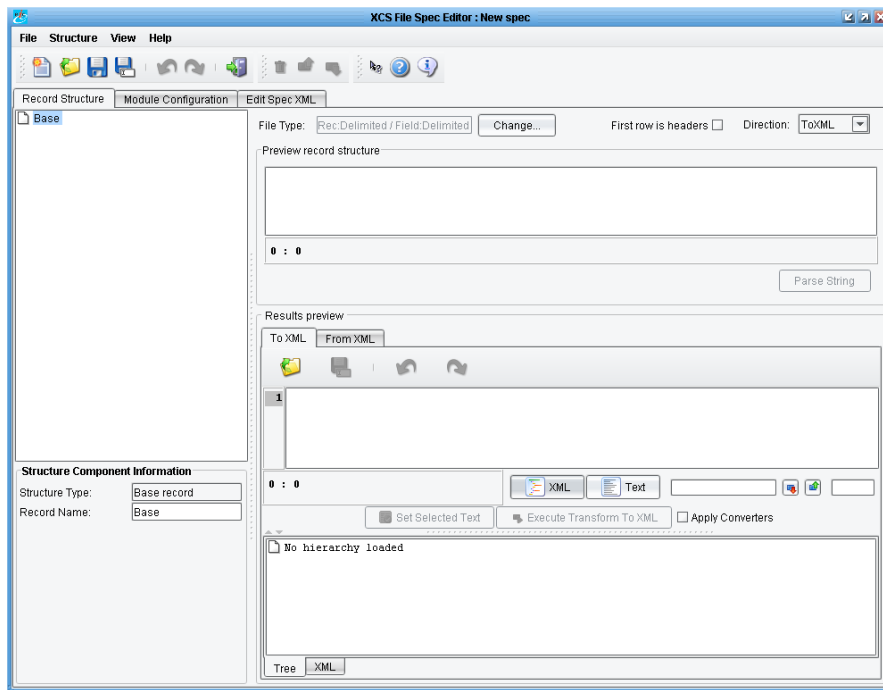 XCS File Spec Editor : New spec
File Structure View Help
Record Structure Module Configuration Edit Spec XML
Base
File Type: Rec:Delimited / Field:Delimited Change... First row is headers Direction: ToXML
Preview record structure
0 : 0
Parse String
Results preview
To XML From XML
1
0 : 0 XML Text
Set Selected Text Execute Transform To XML Apply Converters
Structure Component Information
Structure Type: Base record
Record Name: Base
No hierarchy loaded
Tree XML